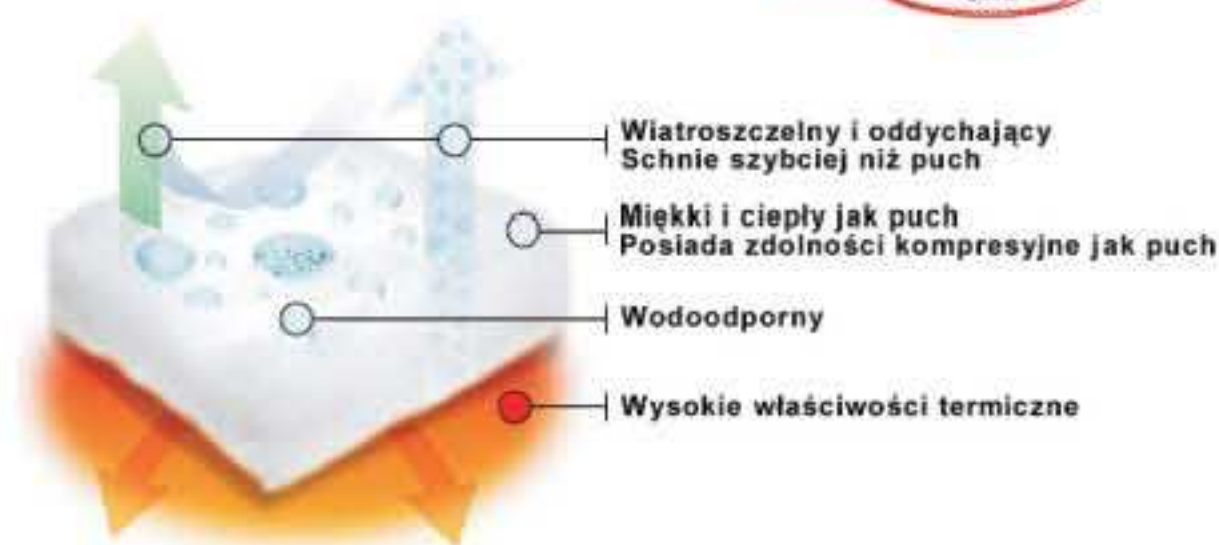 Wiatroszczelny i oddychający
Schnie szybciej niż puch
Miękki i ciepły jak puch
Posiada zdolności kompresyjne jak puch
Wodoodporny
Wysokie właściwości termiczne